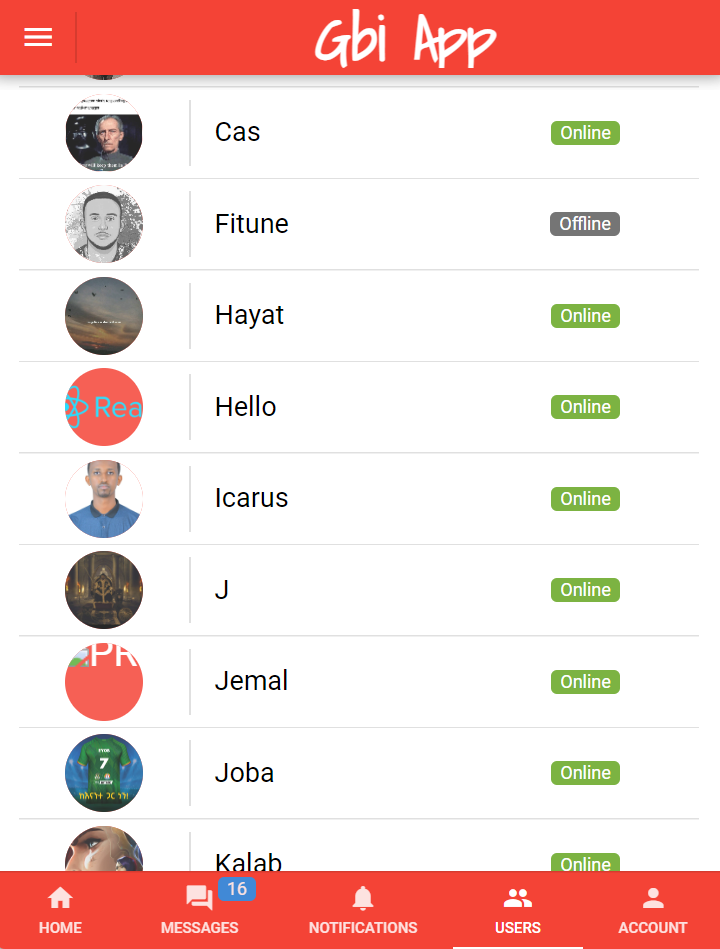 Gbi App
Cas Online
Fitune Offline
Hayat Online
Rea
Hello Online
Icarus Online
J Online
PR
Jemal Online
7
Joba Online
Kalab Online
16
HOME MESSAGES NOTIFICATIONS USERS ACCOUNT